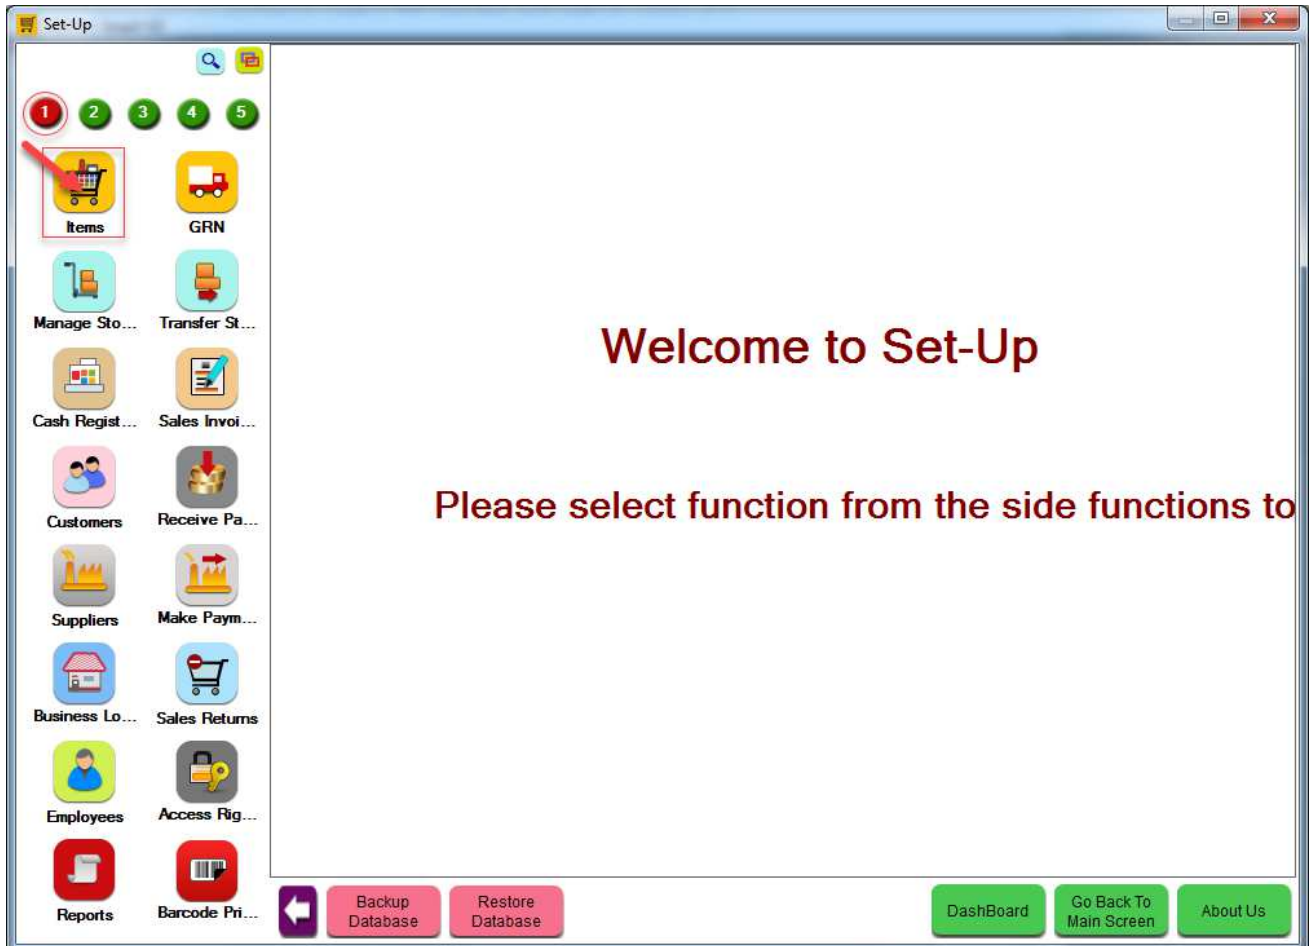 Set-Up
1 2 3 4 5
Items GRN
Manage Sto... Transfer St...
Cash Regist... Sales Invoi...
Customers Receive Pa...
Suppliers Make Paym...
Business Lo... Sales Returns
Employees Access Rig...
Reports Barcode Pri...
Welcome to Set-Up
Please select function from the side functions to
Backup
Database
Restore
Database
DashBoard
Go Back To
Main Screen
About Us